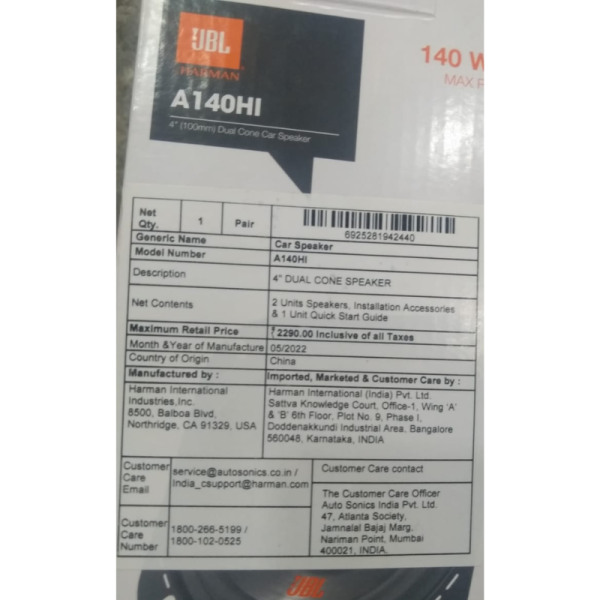 JBL
HARMAN
A140HI
4" (100mm) Dual Cone Car Speaker
140 W
MAX P
Net Qty. 1 Pair
6925281942440
Generic Name Car Speaker
Model Number A140HI
Description 4" DUAL CONE SPEAKER
Net Contents 2 Units Speakers, Installation Accessories
& 1 Unit Quick Start Guide
Maximum Retail Price ₹ 2290.00 Inclusive of all Taxes
Month &Year of Manufacture 05/2022
Country of Origin China
Manufactured by : Imported, Marketed & Customer Care by :
Harman International
Industries,Inc.
8500, Balboa Blvd,
Northridge, CA 91329, USA
Harman International (India) Pvt. Ltd.
Sattva Knowledge Court, Office-1, Wing 'A'
& 'B' 6th Floor, Plot No. 9, Phase I,
Doddenakkundi Industrial Area, Bangalore
560048, Karnataka, INDIA
Customer
Care
Email
service@autosonics.co.in /
India_csupport@harman.com
Customer Care contact
Customer
Care
Number
1800-266-5199 /
1800-102-0525
The Customer Care Officer
Auto Sonics India Pvt. Ltd.
47, Atlanta Society,
Jamnalal Bajaj Marg,
Nariman Point, Mumbai
400021, INDIA.
JBL